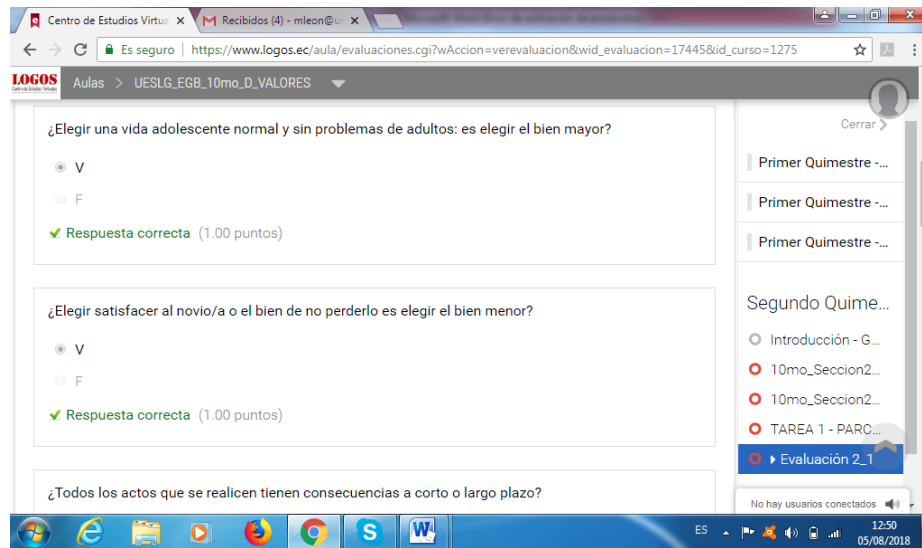 Centro de Estudios Virtua
Recibidos (4) - mleon@u
Es seguro | https://www.logos.ec/aula/evaluaciones.cgi?wAccion=verevaluacion&wid_evaluacion=17445&id_curso=1275
LOGOS
Centro de Estudios Virtuales
Aulas > UESLG_EGB_10mo_D_VALORES
¿Elegir una vida adolescente normal y sin problemas de adultos: es elegir el bien mayor?
V
F
Respuesta correcta (1.00 puntos)
¿Elegir satisfacer al novio/a o el bien de no perderlo es elegir el bien menor?
V
F
Respuesta correcta (1.00 puntos)
¿Todos los actos que se realicen tienen consecuencias a corto o largo plazo?
Cerrar
Primer Quimestre -...
Primer Quimestre -...
Primer Quimestre -...
Segundo Quime...
Introducción - G...
10mo_Seccion2...
10mo_Seccion2...
TAREA 1 - PARC...
Evaluación 2_1
No hay usuarios conectados
ES
12:50
05/08/2018